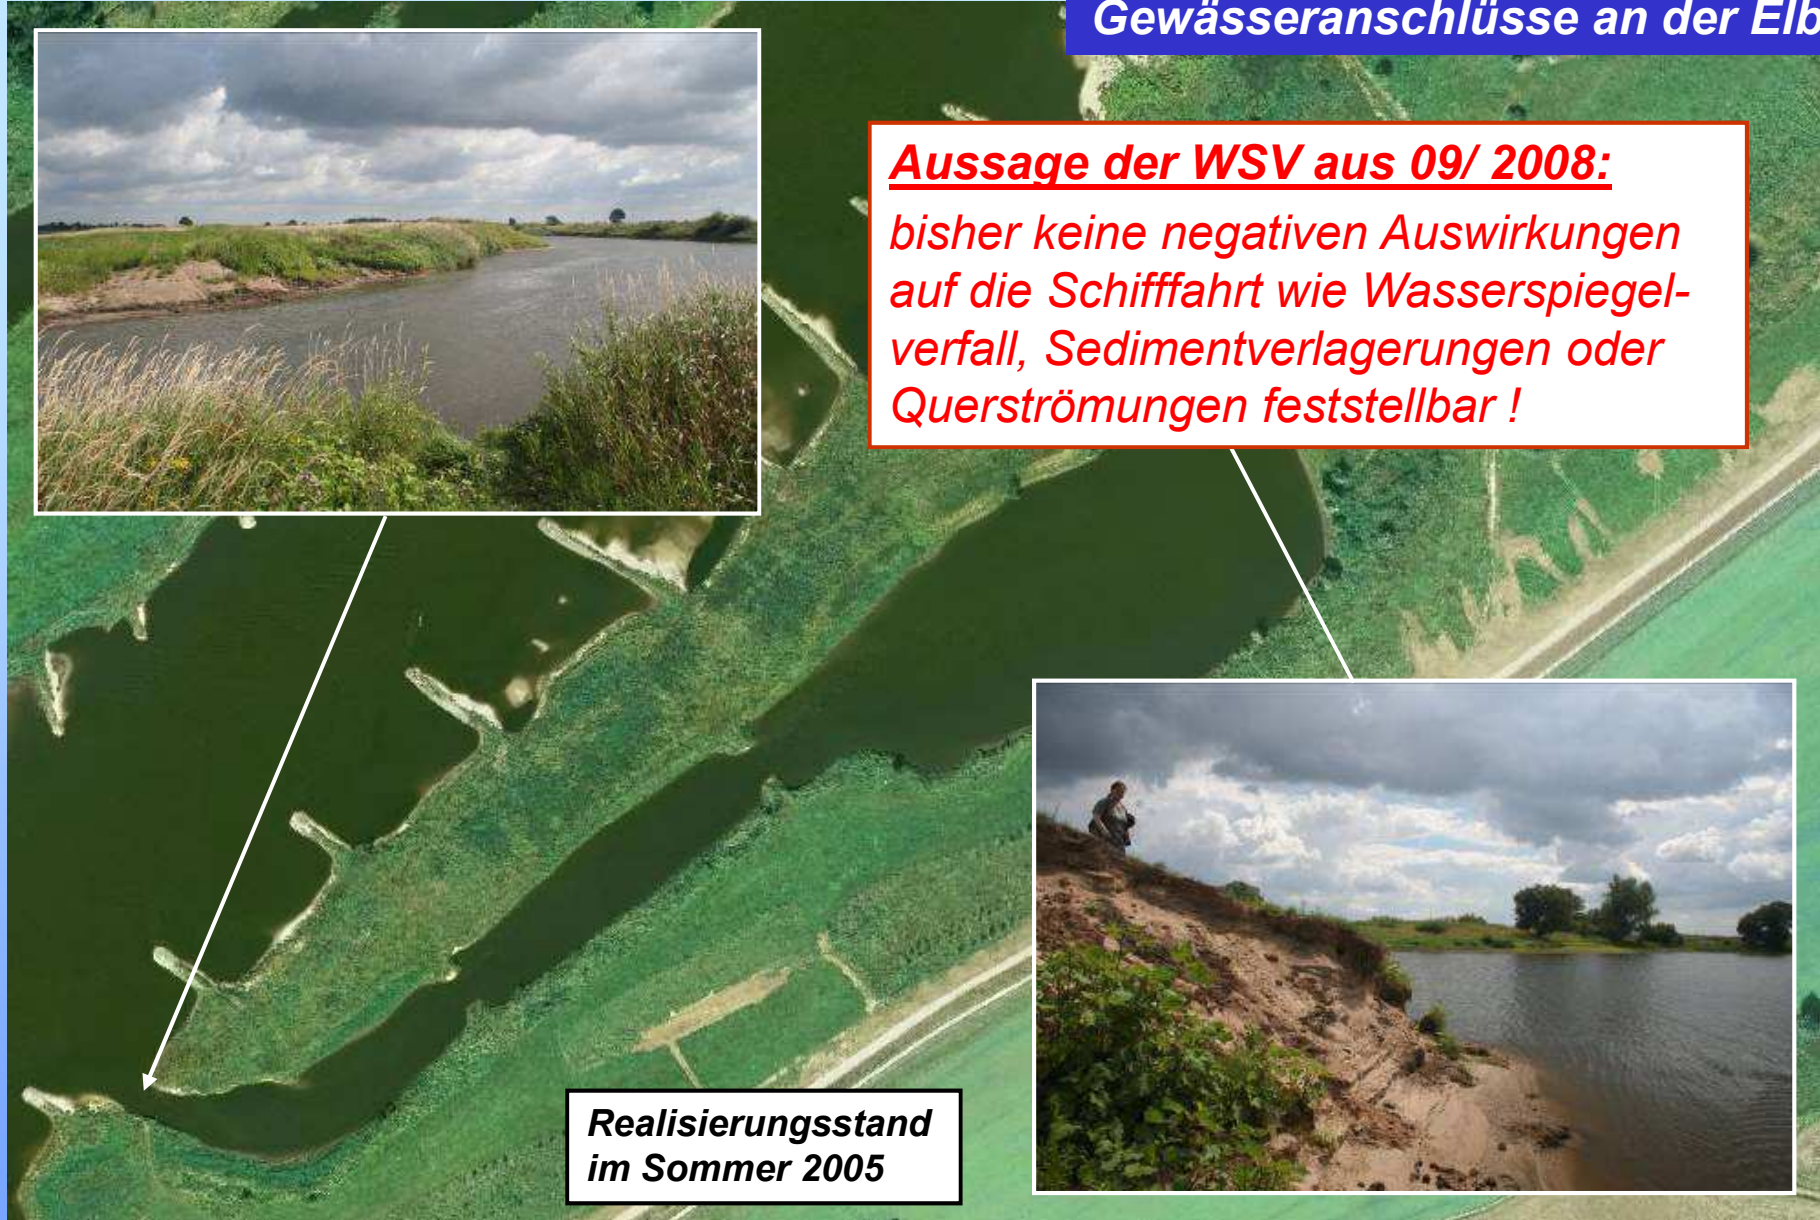 Gewässeranschlüsse an der Elb
Aussage der WSV aus 09/ 2008:
bisher keine negativen Auswirkungen
auf die Schifffahrt wie Wasserspiegel-
verfall, Sedimentverlagerungen oder
Querströmungen feststellbar !
Realisierungsstand
im Sommer 2005